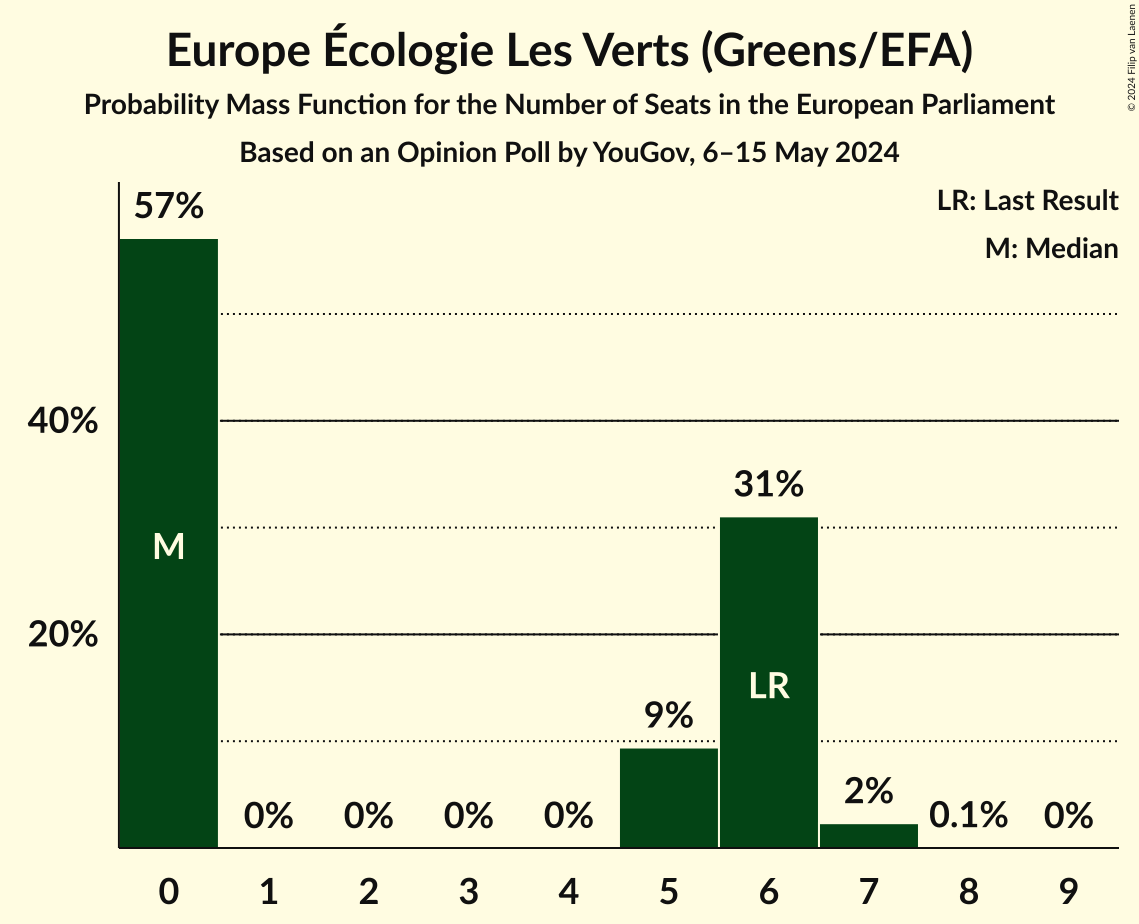 Europe Écologie Les Verts (Greens/EFA)
Probability Mass Function for the Number of Seats in the European Parliament
Based on an Opinion Poll by YouGov, 6–15 May 2024
© 2024 Filip van Laenen
LR: Last Result
M: Median
57%
40%
31%
M
20%
LR
9%
2%
0% 0% 0% 0% 0.1% 0%
0 1 2 3 4 5 6 7 8 9